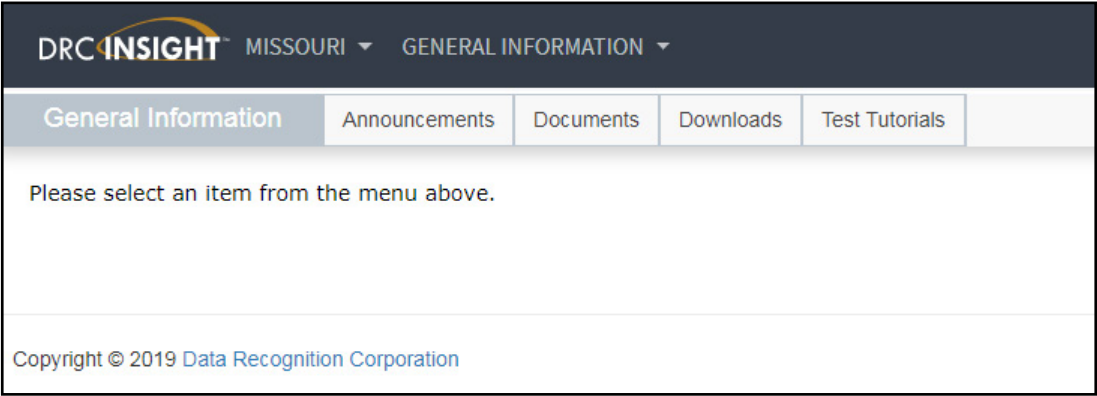 DRC INSIGHT™ MISSOURI GENERAL INFORMATION
General Information Announcements Documents Downloads Test Tutorials
Please select an item from the menu above.
Copyright © 2019 Data Recognition Corporation